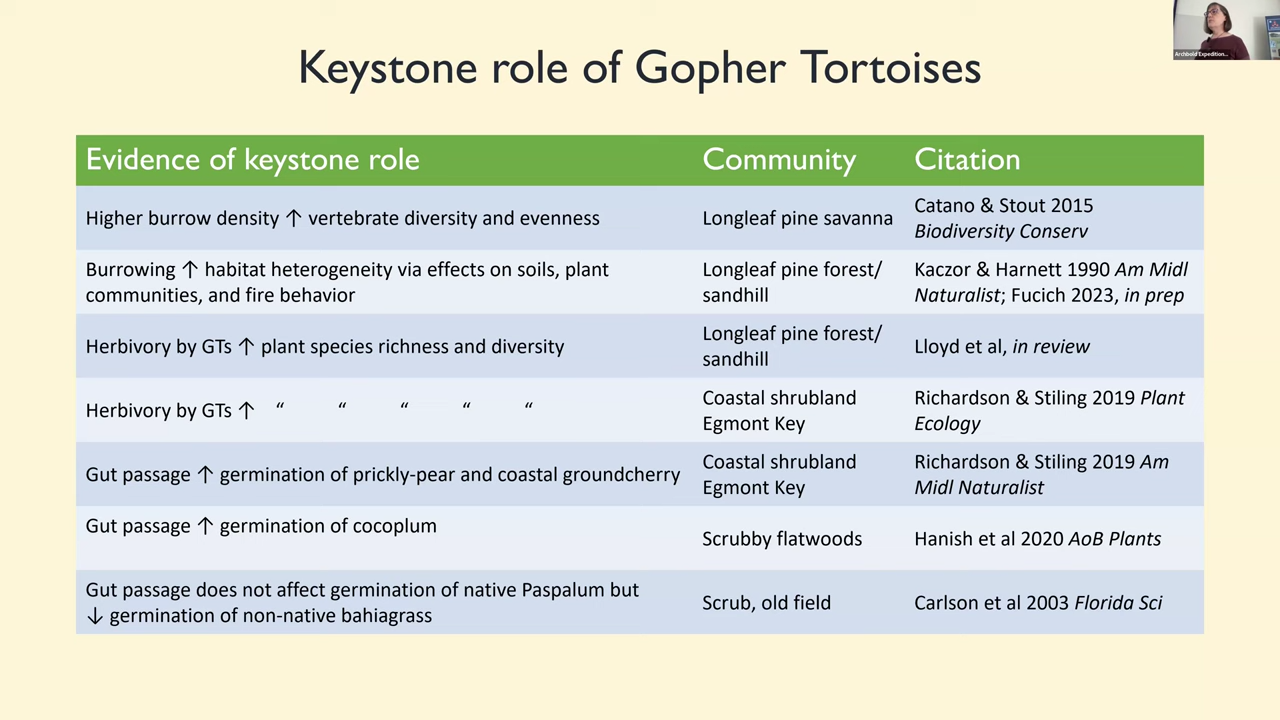 Archbold Expedition...
Keystone role of Gopher Tortoises
Evidence of keystone role
Community
Citation
Higher burrow density ↑ vertebrate diversity and evenness
Longleaf pine savanna
Catano & Stout 2015
Biodiversity Conserv
Burrowing ↑ habitat heterogeneity via effects on soils, plant
communities, and fire behavior
Longleaf pine forest/
sandhill
Kaczor & Harnett 1990 Am Midl
Naturalist; Fucich 2023, in prep
Herbivory by GTs ↑ plant species richness and diversity
Longleaf pine forest/
sandhill
Lloyd et al, in review
Herbivory by GTs ↑ “ “ “ “ “
Coastal shrubland
Egmont Key
Richardson & Stiling 2019 Plant
Ecology
Gut passage ↑ germination of prickly-pear and coastal groundcherry
Coastal shrubland
Egmont Key
Richardson & Stiling 2019 Am
Midl Naturalist
Gut passage ↑ germination of cocoplum
Scrubby flatwoods
Hanish et al 2020 AoB Plants
Gut passage does not affect germination of native Paspalum but
↓ germination of non-native bahiagrass
Scrub, old field
Carlson et al 2003 Florida Sci